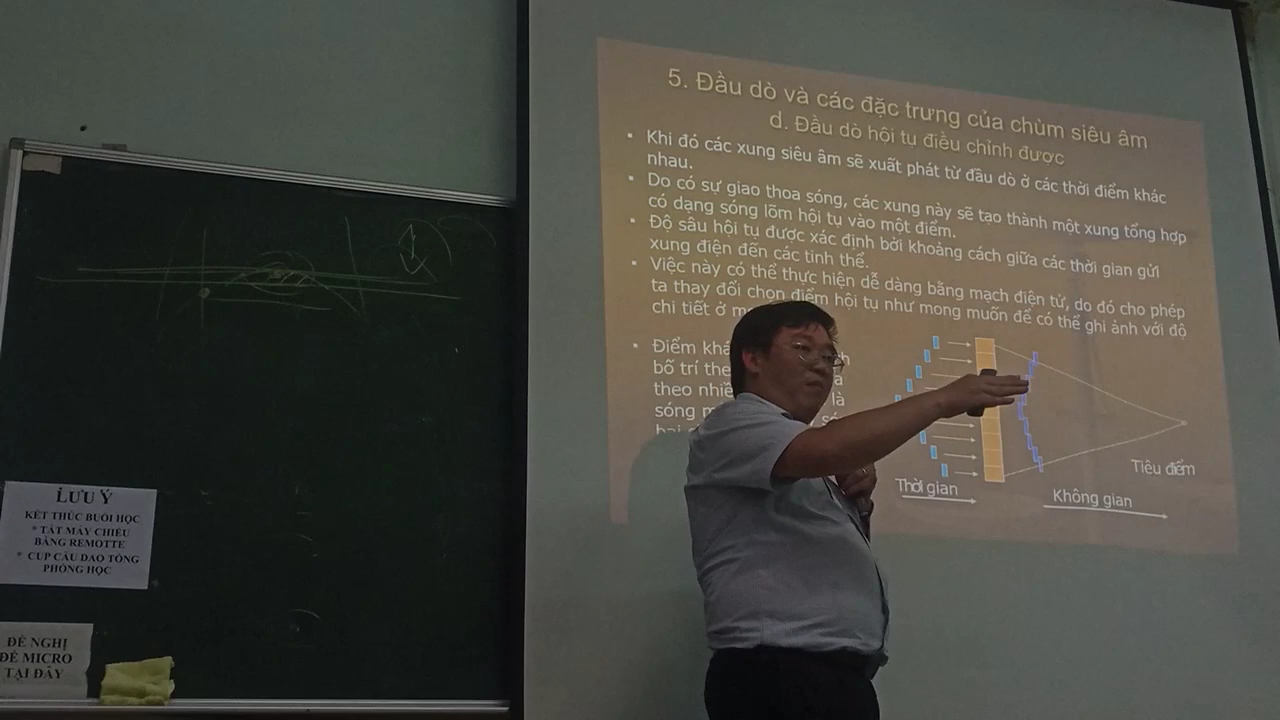 5. Đầu dò và các đặc trưng của chùm siêu âm
d. Đầu dò hội tụ điều chỉnh được
▪ Khi đó các xung siêu âm sẽ xuất phát từ đầu dò ở các thời điểm khác
nhau.
▪ Do có sự giao thoa sóng, các xung này sẽ tạo thành một xung tổng hợp
có dạng sóng lõm hội tụ vào một điểm.
▪ Độ sâu hội tụ được xác định bởi khoảng cách giữa các thời gian gửi
xung điện đến các tinh thể.
▪ Việc này có thể thực hiện dễ dàng bằng mạch điện tử, do đó cho phép
ta thay đổi chọn điểm hội tụ như mong muốn để có thể ghi ảnh với độ
chi tiết ở
▪ Điểm
bố trí
theo là
sóng
Thời gian
Không gian
Tiêu điểm
LƯU Ý
KẾT THÚC BUỔI HỌC
* TẮT MÁY CHIẾU
BẰNG REMOTTE
* CÚP CẦU DAO TỔNG
PHÒNG HỌC
ĐỀ NGHỊ
ĐỂ MICRO
TẠI ĐÂY